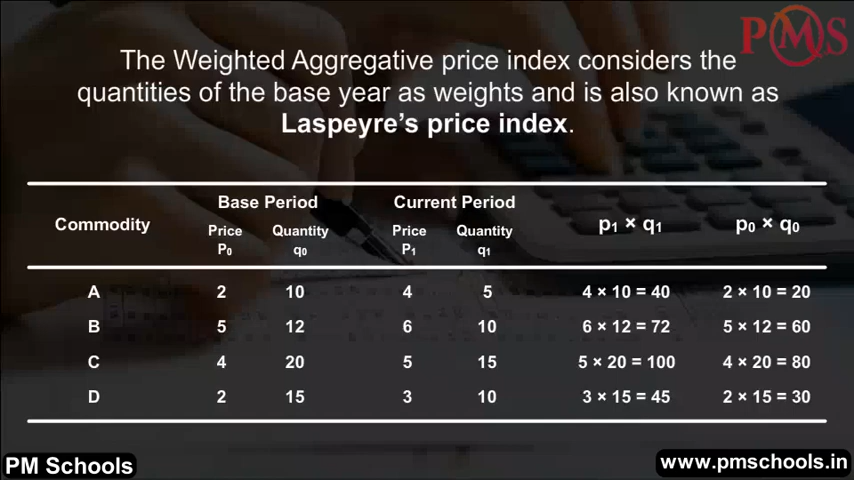 PMS
The Weighted Aggregative price index considers the
quantities of the base year as weights and is also known as
Laspeyre's price index.
Commodity Base Period Current Period p₁ × q₁ p₀ × q₀
Price Quantity Price Quantity
P₀ q₀ P₁ q₁
A 2 10 4 5 4 × 10 = 40 2 × 10 = 20
B 5 12 6 10 6 × 12 = 72 5 × 12 = 60
C 4 20 5 15 5 × 20 = 100 4 × 20 = 80
D 2 15 3 10 3 × 15 = 45 2 × 15 = 30
PM Schools www.pmschools.in